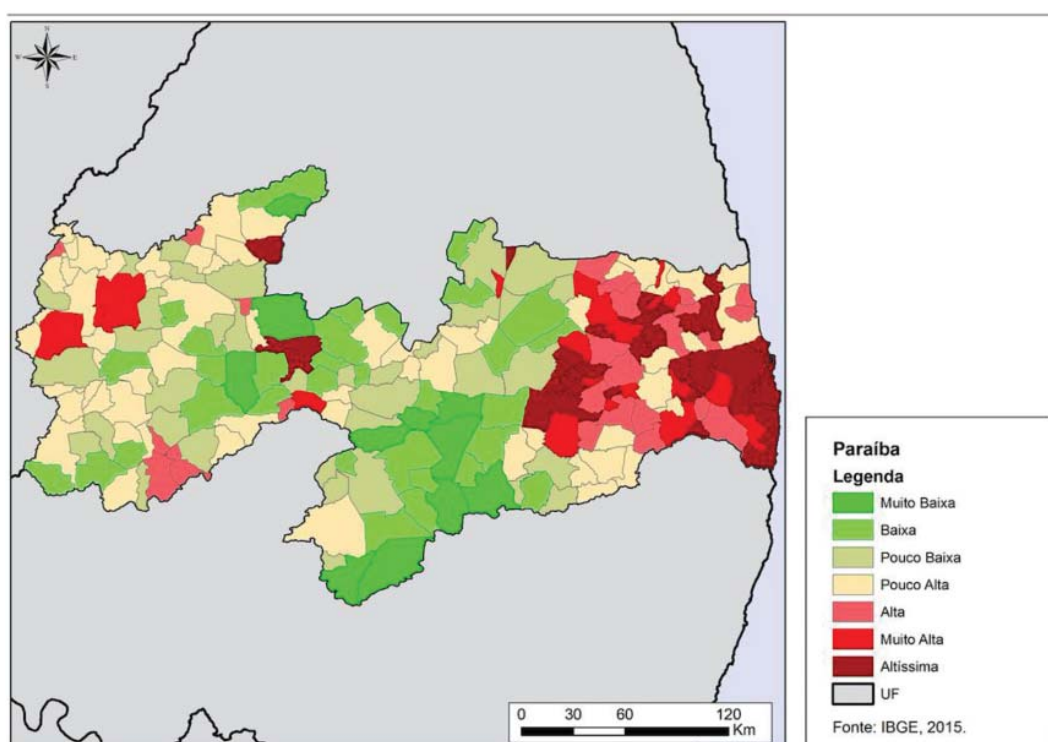 N
W
E
S
Paraíba
Legenda
Muito Baixa
Baixa
Pouco Baixa
Pouco Alta
Alta
Muito Alta
Altíssima
UF
Fonte: IBGE, 2015.
0 30 60 120
Km